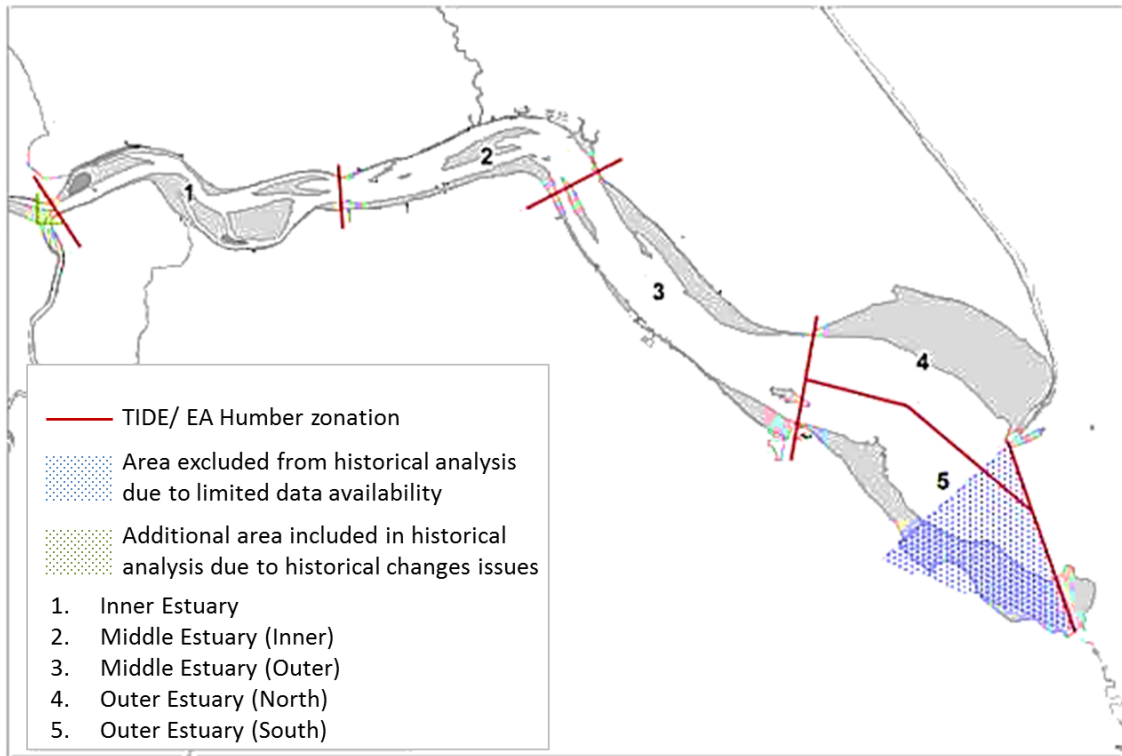 1
2
3
4
5
TIDE/ EA Humber zonation
Area excluded from historical analysis
due to limited data availability
Additional area included in historical
analysis due to historical changes issues
1. Inner Estuary
2. Middle Estuary (Inner)
3. Middle Estuary (Outer)
4. Outer Estuary (North)
5. Outer Estuary (South)